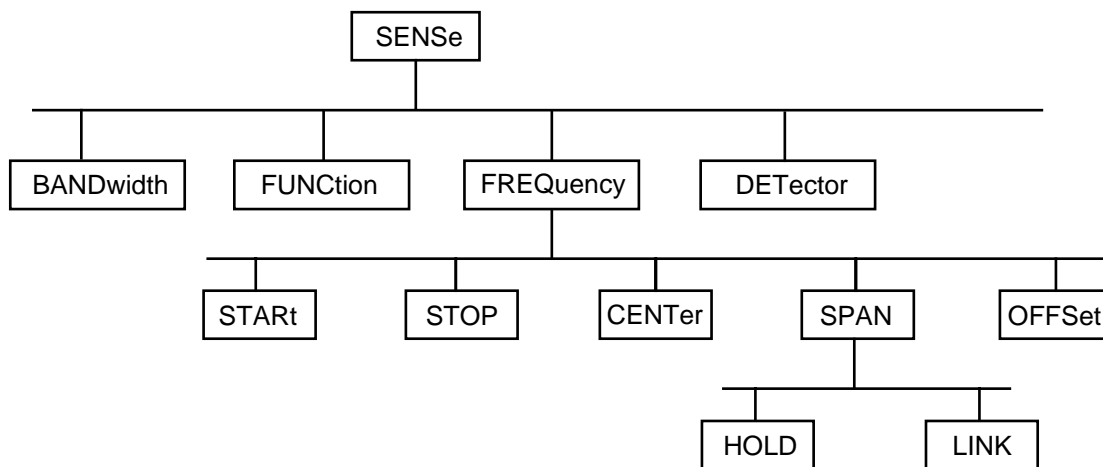 SENSe
BANDwidth
FUNCtion
FREQuency
DETector
STARt
STOP
CENTer
SPAN
OFFSet
HOLD
LINK